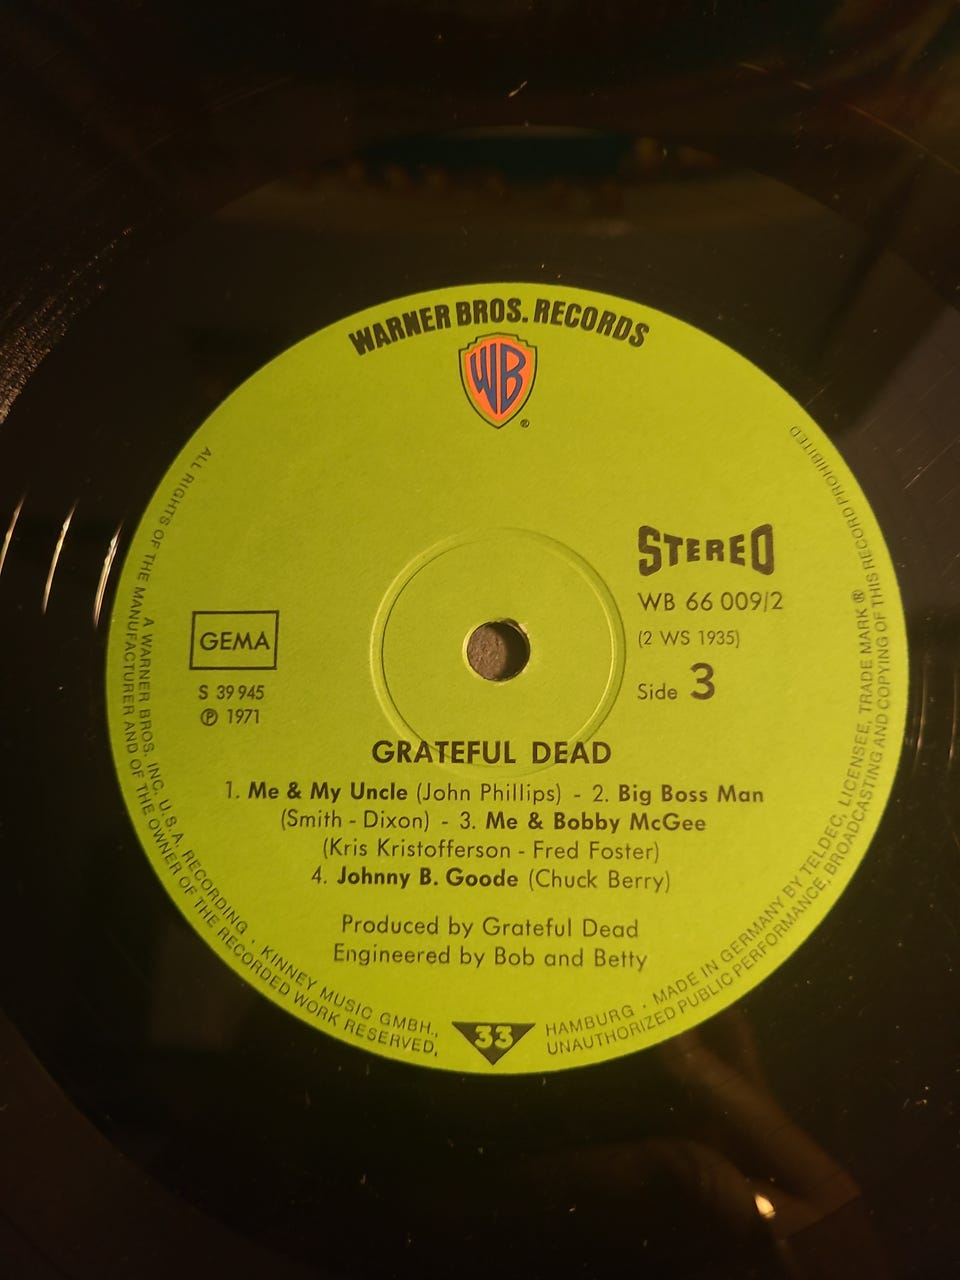 WARNER BROS. RECORDS
WB
®
STEREO
WB 66 009/2
(2 WS 1935)
Side 3
GEMA
S 39 945
Ⓟ 1971
GRATEFUL DEAD
1. Me & My Uncle (John Phillips) - 2. Big Boss Man
(Smith - Dixon) - 3. Me & Bobby McGee
(Kris Kristofferson - Fred Foster)
4. Johnny B. Goode (Chuck Berry)
Produced by Grateful Dead
Engineered by Bob and Betty
33
A WARNER BROS. INC. U.S.A. RECORDING · KINNEY MUSIC GMBH., HAMBURG · MADE IN GERMANY BY TELDEC, LICENSEE, TRADE MARK ®
ALL RIGHTS OF THE MANUFACTURER AND OF THE OWNER OF THE RECORDED WORK RESERVED, UNAUTHORIZED PUBLIC PERFORMANCE, BROADCASTING AND COPYING OF THIS RECORD PROHIBITED